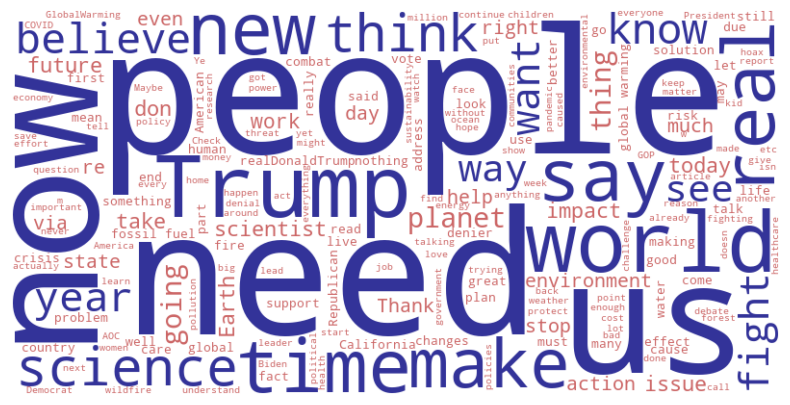 GlobalWarming
COVID
believe
even
million
new
think
continue
children
put
right
everyone
go
know
President
still
due
future
first
Ye
combat
vote
solution
let
hoax
report
economy
Maybe
don
policy
American
research
got
power
said
day
really
watch
sustainability
face
look
without
ocean
hope
communities
want
better
pandemic
caused
environmental
thing
global warming
may
keep
matter
kid
real
people
now
mean
tell
save
effort
Check
human
money
work
threat
yet
might
address
use
show
risk
w
much
made
GOP
etc
give
isn
question
re
realDonaldTrump
nothing
way
say
see
today
article
m
important
never
end
every
home
something
Trump
happen
denial
around
act
everything
find
energy
anything
week
help
planet
impact
reason
life
another
already
talk
fighting
via
take
part
fossil fuel
scientist
read
live
denier
world
challenge
making
good
doesn
healthcare
America
crisis
actually
state
fire
talking
love
need
us
environment
come
learn
year
going
pollution
Earth
big
lead
support
Republican
job
Thank
trying
great
plan
government
back
weather
protect
stop
point
enough
cost
lot
bad
many
water
debate
forest
fight
problem
AOC
women
country
well
care
global
start
leader
Biden
fact
political
health
California
changes
policies
must
effect
cause
done
science
time
make
action
issue
call
next
Democrat
wildfire
understand